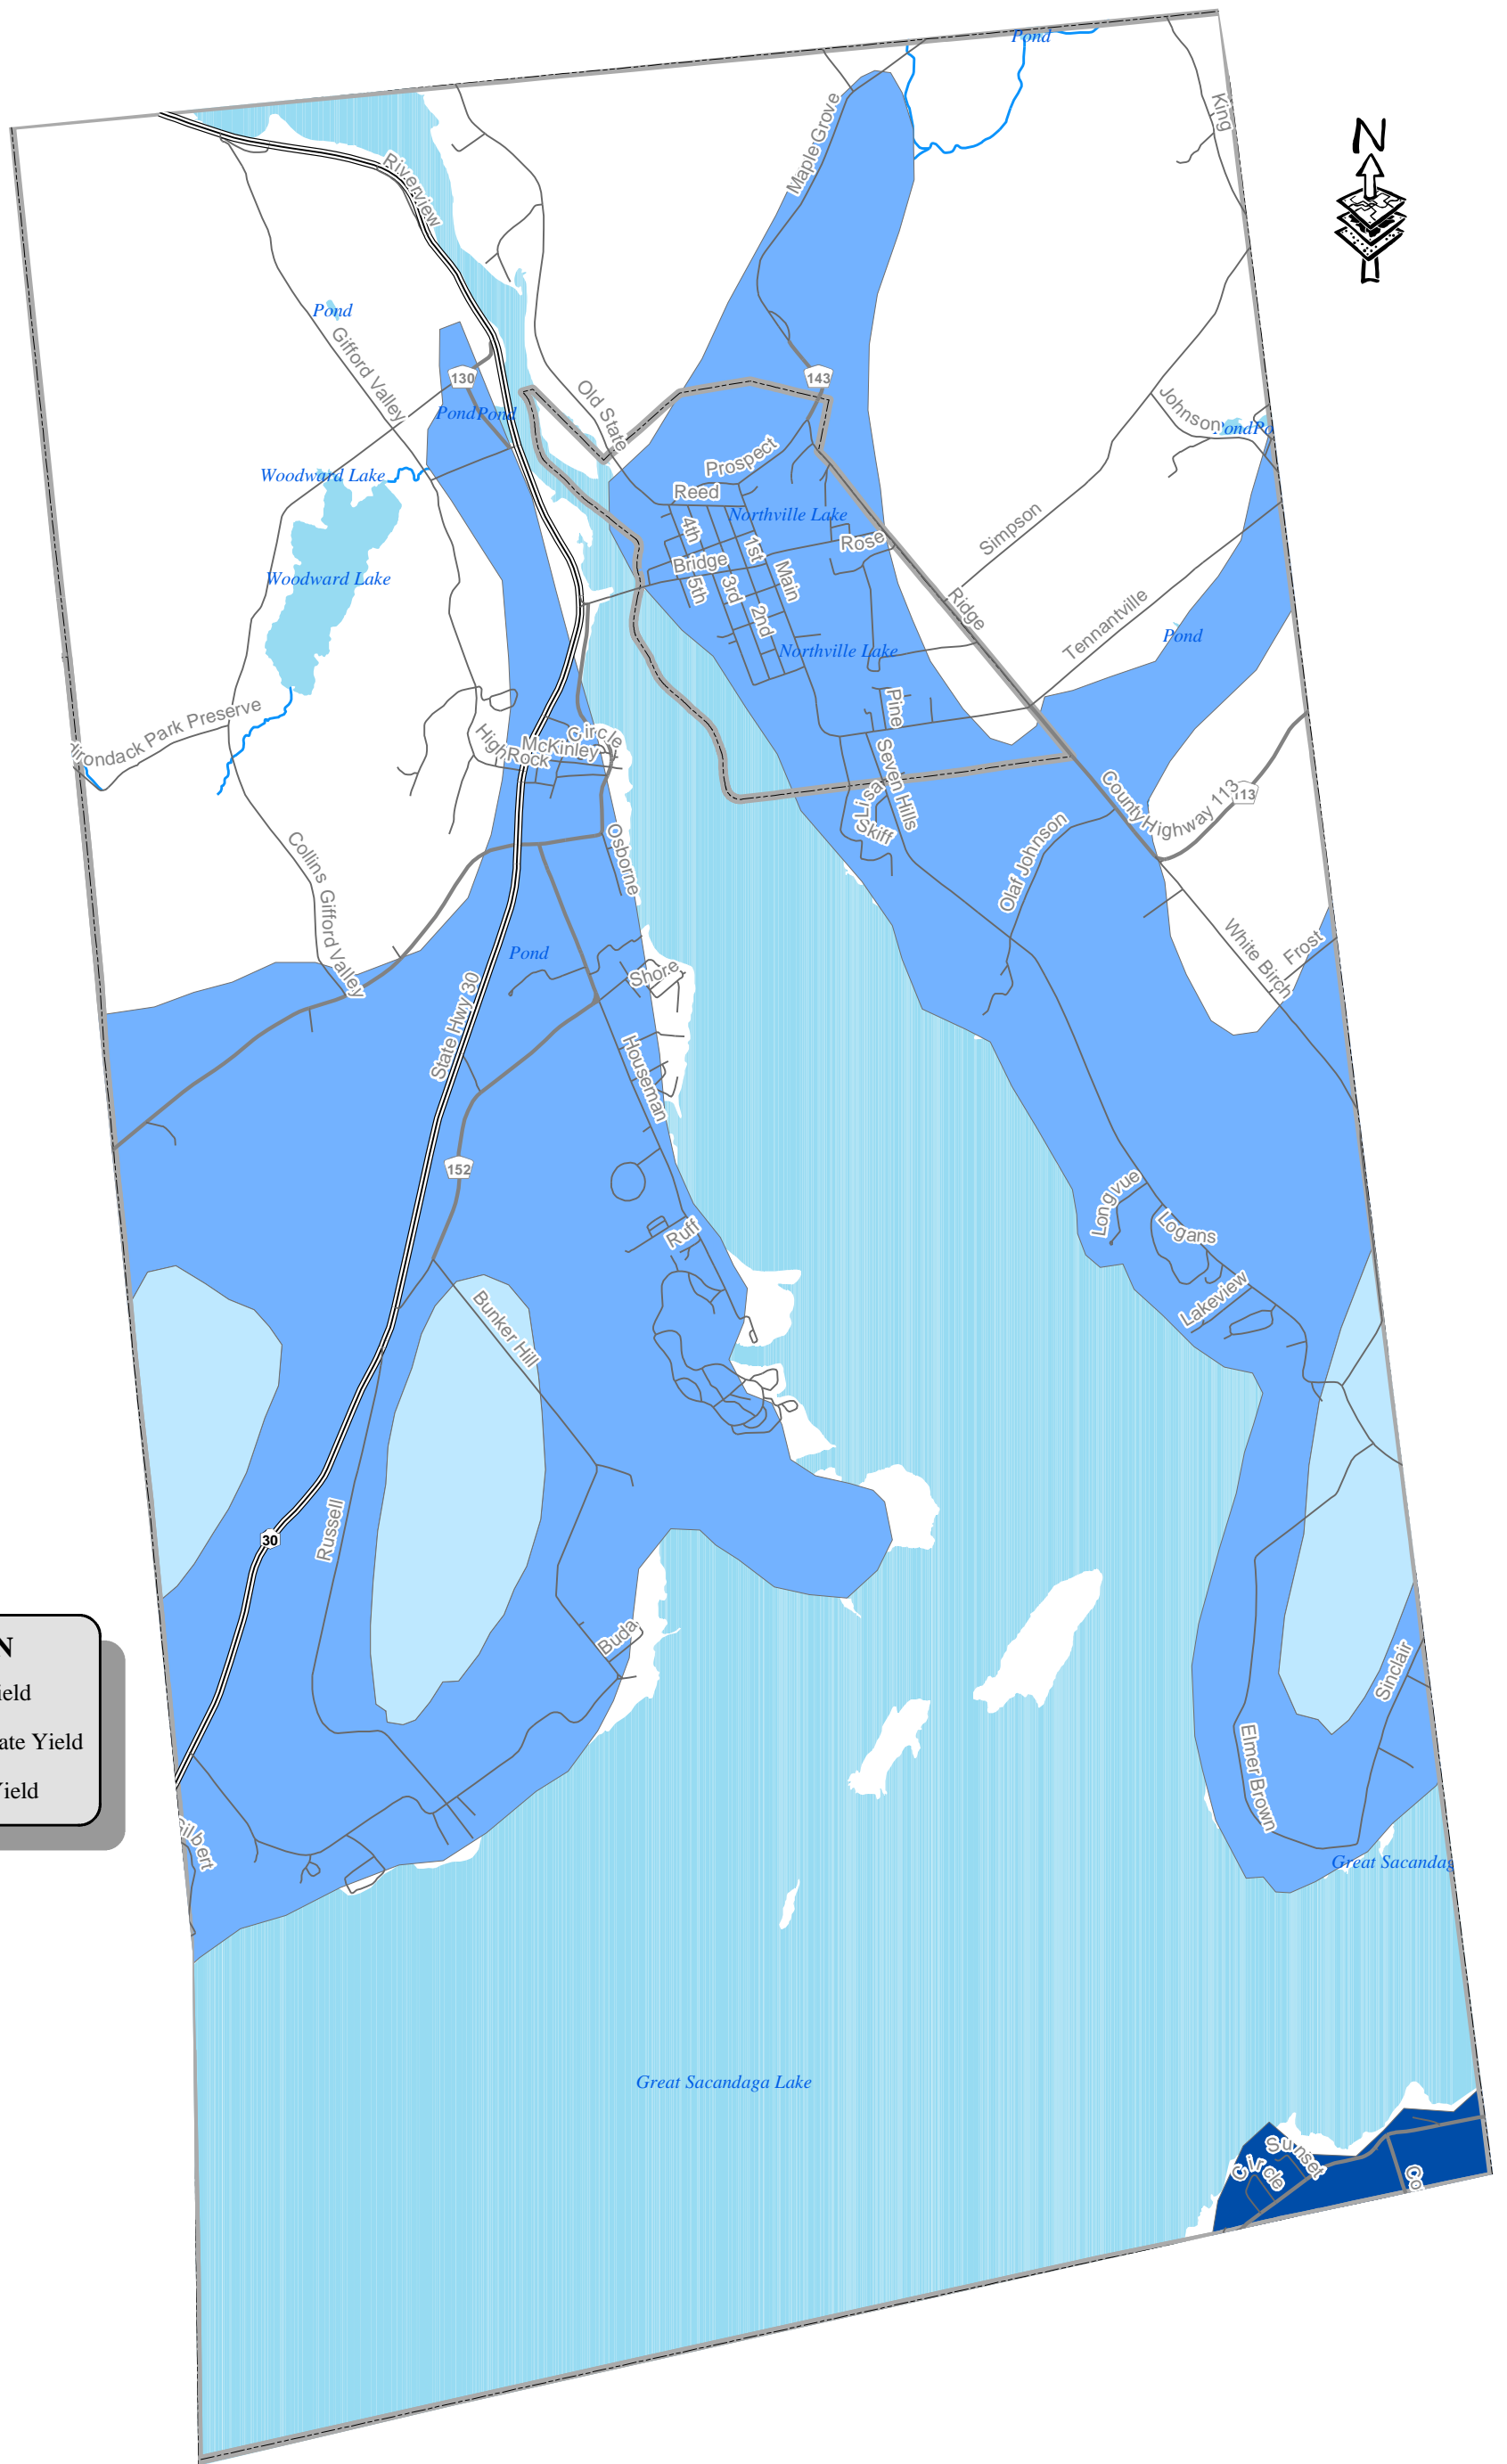 Pond
King
N
Maple Grove
Riverview
Pond
Gifford Valley
130
143
Old State
Johnson
Pond Pond
Prospect
Woodward Lake
Reed
Northville Lake
4th
1st
Rose
Simpson
Bridge
Main
3rd
5th
2nd
Woodward Lake
Ridge
Tennantville
Pond
Northville Lake
Pine
irondack Park Preserve
Circle
McKinley
High Rock
Seven Hills
Lisa
Skiff
County Highway 113
113
Osborne
Olaf Johnson
Collins Gifford Valley
Pond
White Birch
Frost
Shore
State Hwy 30
Houseman
152
Longvue
Logans
Ruff
Lakeview
Bunker Hill
Russell
30
N
ield
ate Yield
ield
Buda
Sinclair
Elmer Brown
ilbert
Great Sacandag
Great Sacandaga Lake
Sunset
Circle
Co